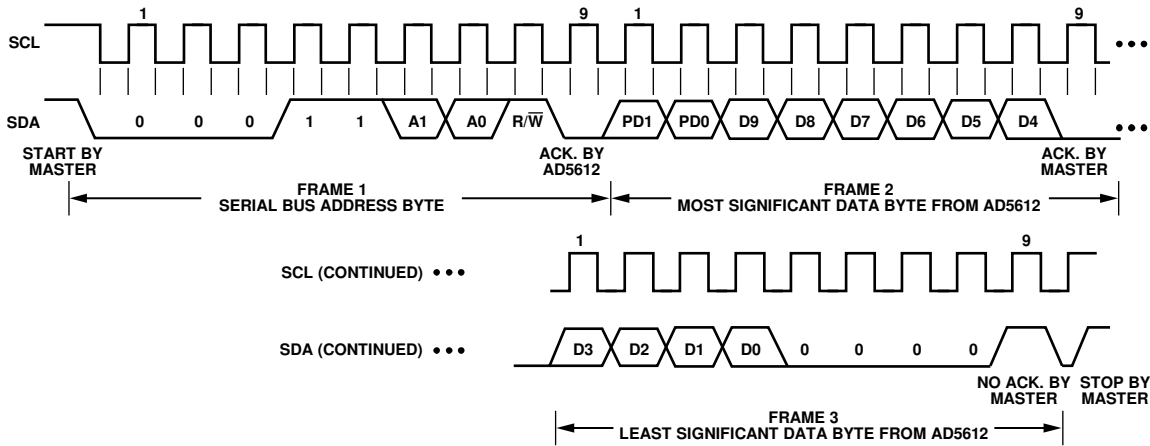 1 9 1 9
SCL
SDA 0 0 0 1 1 A1 A0 R/W̅ PD1 PD0 D9 D8 D7 D6 D5 D4
START BY
MASTER
ACK. BY
AD5612
ACK. BY
MASTER
FRAME 1
SERIAL BUS ADDRESS BYTE
FRAME 2
MOST SIGNIFICANT DATA BYTE FROM AD5612
1 9
SCL (CONTINUED)
SDA (CONTINUED) D3 D2 D1 D0 0 0 0 0
NO ACK. BY
MASTER
STOP BY
MASTER
FRAME 3
LEAST SIGNIFICANT DATA BYTE FROM AD5612